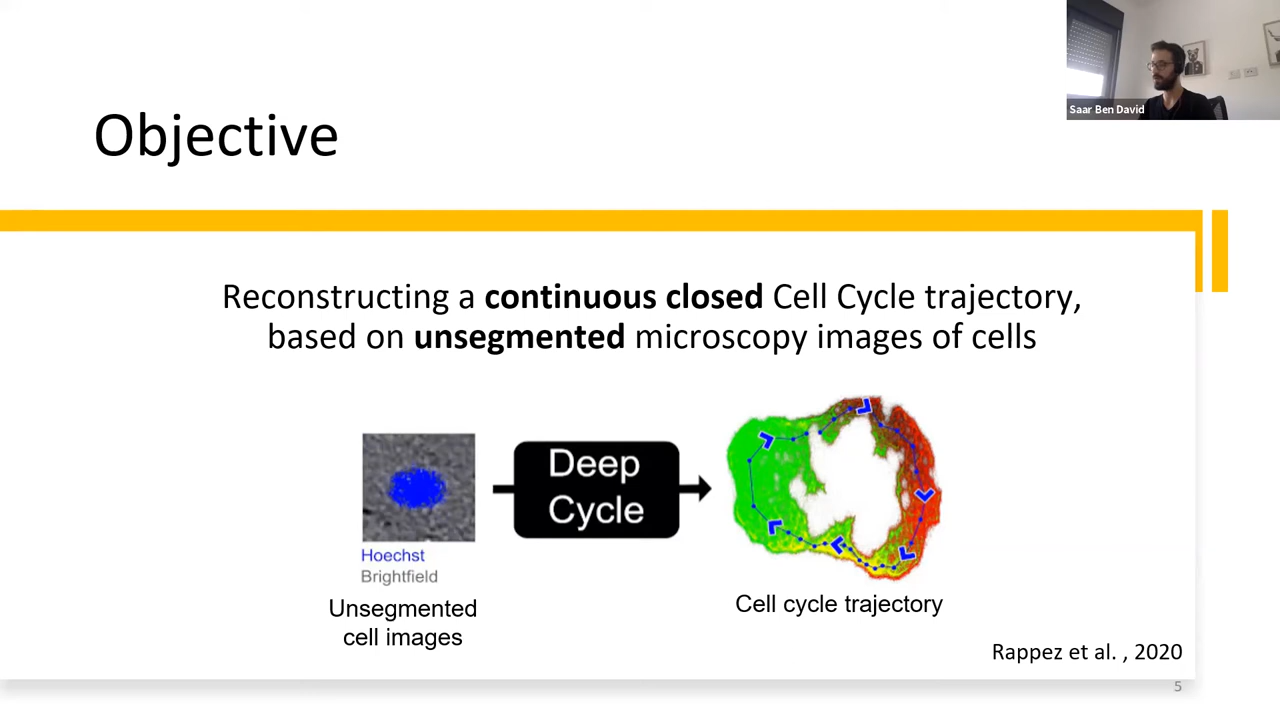 Saar Ben David
Objective
Reconstructing a continuous closed Cell Cycle trajectory,
based on unsegmented microscopy images of cells
Deep
Cycle
Hoechst
Brightfield
Unsegmented
cell images
Cell cycle trajectory
Rappez et al. , 2020
5